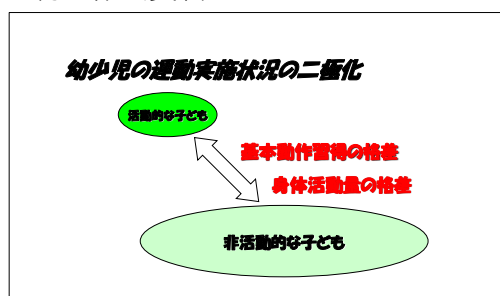 幼少児の運動実施状況の二極化
活動的な子ども
基本動作習得の格差
身体活動量の格差
非活動的な子ども